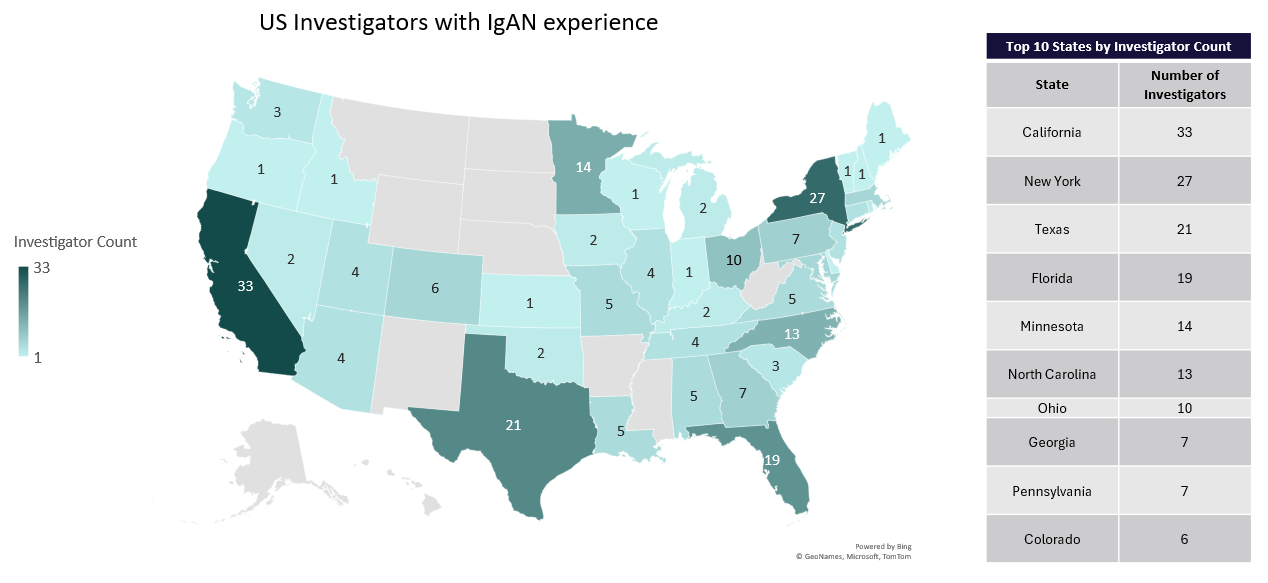 US Investigators with IgAN experience
Investigator Count
33
1
3
1
1
33
2
4
4
6
1
2
21
14
2
5
5
1
4
1
2
10
2
4
5
7
19
3
13
5
7
27
1
1
1
Powered by Bing
© GeoNames, Microsoft, TomTom
Top 10 States by Investigator Count
State Number of
Investigators
California 33
New York 27
Texas 21
Florida 19
Minnesota 14
North Carolina 13
Ohio 10
Georgia 7
Pennsylvania 7
Colorado 6